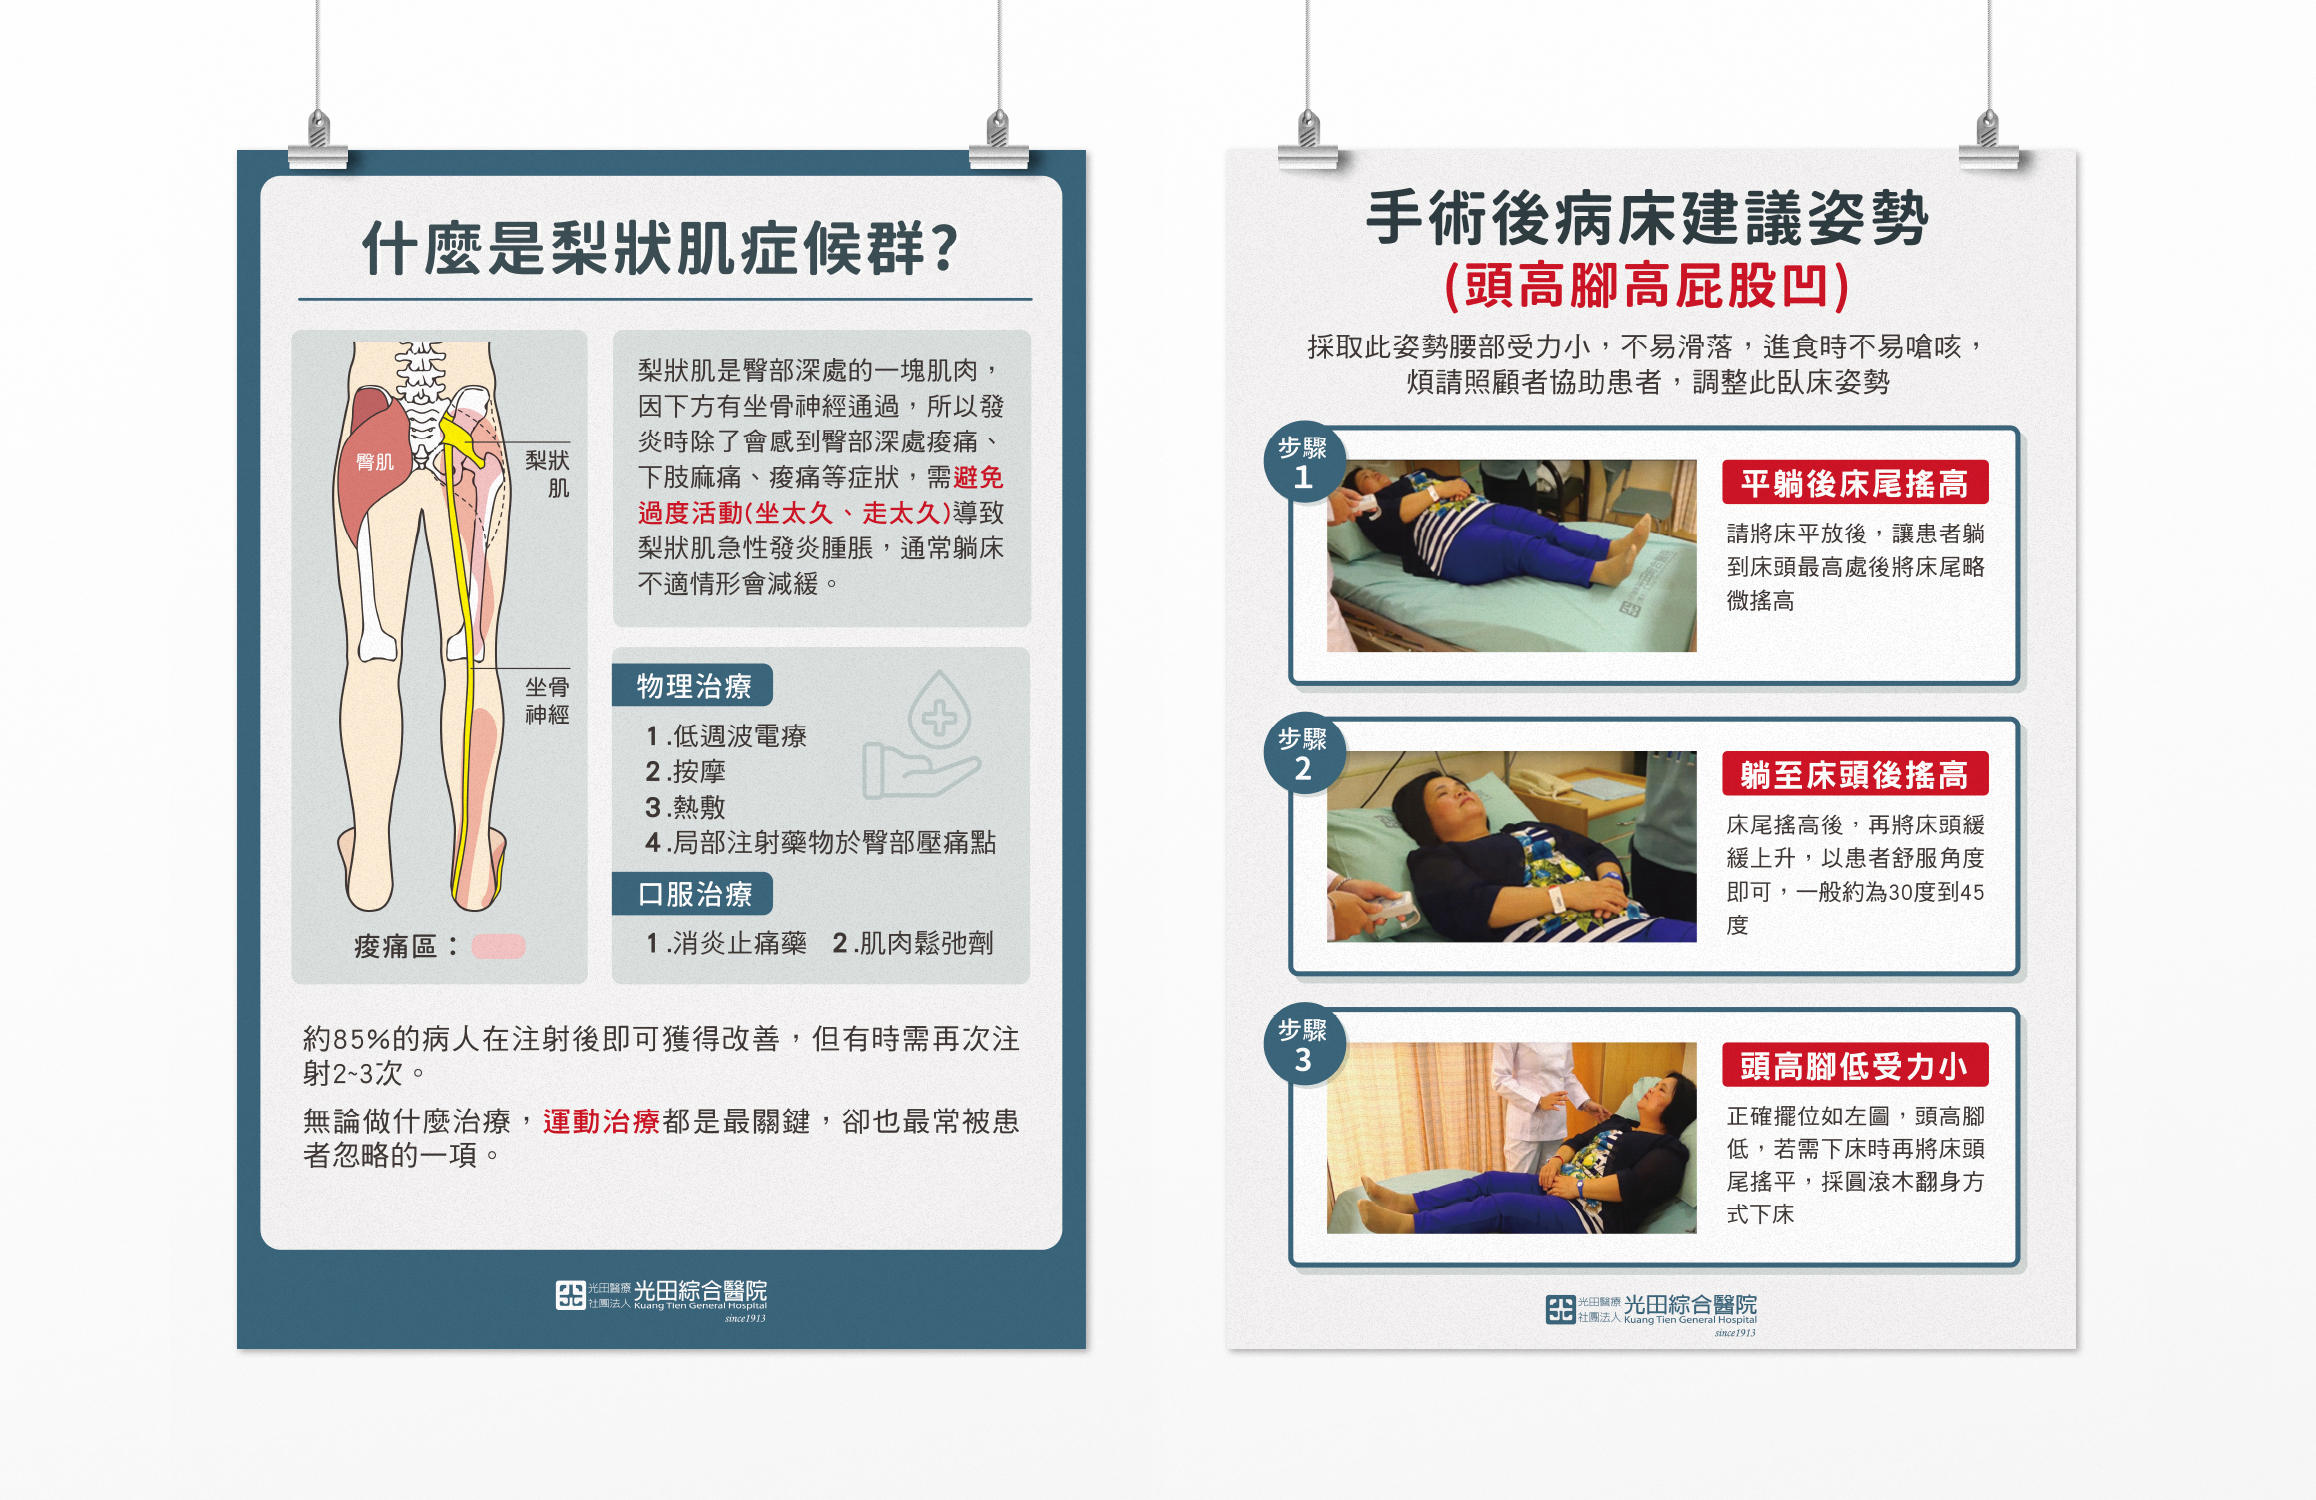 什麼是梨狀肌症候群?
臀肌
梨狀
肌
坐骨
神經
痠痛區：
梨狀肌是臀部深處的一塊肌肉，
因下方有坐骨神經通過，所以發
炎時除了會感到臀部深處痠痛、
下肢麻痛、痠痛等症狀，需避免
過度活動(坐太久、走太久)導致
梨狀肌急性發炎腫脹，通常躺床
不適情形會減緩。
物理治療
1.低週波電療
2.按摩
3.熱敷
4.局部注射藥物於臀部壓痛點
口服治療
1.消炎止痛藥 2.肌肉鬆弛劑
約85%的病人在注射後即可獲得改善，但有時需再次注
射2~3次。
無論做什麼治療，運動治療都是最關鍵，卻也最常被患
者忽略的一項。
光田醫療
社團法人
光田綜合醫院
Kuang Tien General Hospital
since1913
手術後病床建議姿勢
(頭高腳高屁股凹)
採取此姿勢腰部受力小，不易滑落，進食時不易嗆咳，
煩請照顧者協助患者，調整此臥床姿勢
步驟
1
平躺後床尾搖高
請將床平放後，讓患者躺
到床頭最高處後將床尾略
微搖高
步驟
2
躺至床頭後搖高
床尾搖高後，再將床頭緩
緩上升，以患者舒服角度
即可，一般約為30度到45
度
步驟
3
頭高腳低受力小
正確擺位如左圖，頭高腳
低，若需下床時再將床頭
尾搖平，採圓滾木翻身方
式下床
光田醫療
社團法人
光田綜合醫院
Kuang Tien General Hospital
since1913